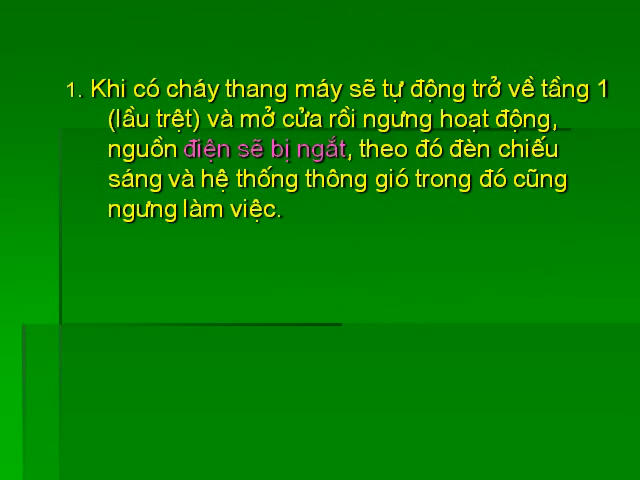 1. Khi có cháy thang máy sẽ tự động trở về tầng 1
(lầu trệt) và mở cửa rồi ngưng hoạt động,
nguồn điện sẽ bị ngắt, theo đó đèn chiếu
sáng và hệ thống thông gió trong đó cũng
ngưng làm việc.